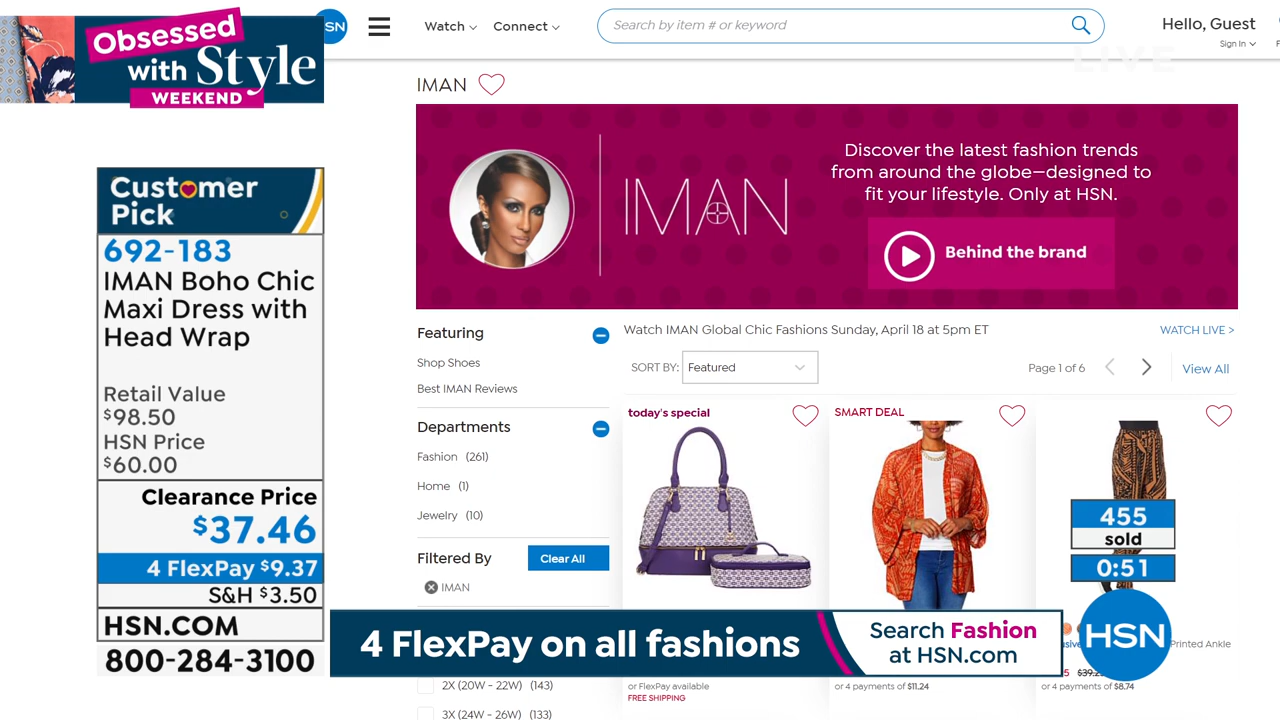 Obsessed
with Style
WEEKEND
SN
Watch
Connect
Search by item # or keyword
Hello, Guest
Sign In
LIVE
IMAN
IMAN
Discover the latest fashion trends
from around the globe—designed to
fit your lifestyle. Only at HSN.
Behind the brand
Customer
Pick
692-183
IMAN Boho Chic
Maxi Dress with
Head Wrap
Retail Value
$98.50
HSN Price
$60.00
Clearance Price
$37.46
4 FlexPay $9.37
S&H $3.50
HSN.COM
800-284-3100
Featuring
Shop Shoes
Best IMAN Reviews
Departments
Fashion (261)
Home (1)
Jewelry (10)
Filtered By
Clear All
IMAN
2X (20W - 22W) (143)
3X (24W - 26W) (133)
Watch IMAN Global Chic Fashions Sunday, April 18 at 5pm ET
WATCH LIVE >
SORT BY: Featured
Page 1 of 6
View All
today's special
SMART DEAL
455
sold
0:51
4 FlexPay on all fashions
Search Fashion
at HSN.com
HSN
Printed Ankle
or FlexPay available
FREE SHIPPING
or 4 payments of $11.24
or 4 payments of $8.74